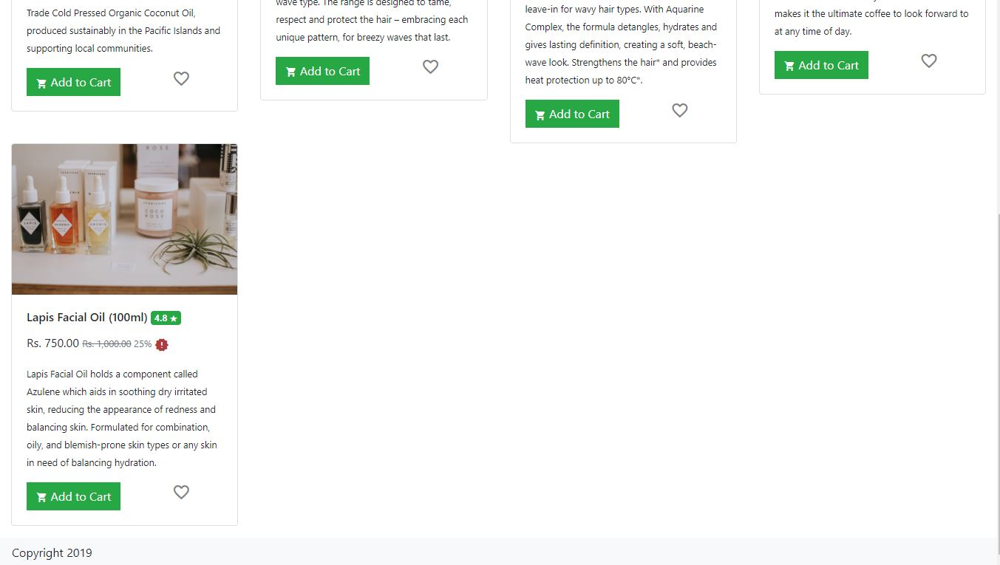 Trade Cold Pressed Organic Coconut Oil,
produced sustainably in the Pacific Islands and
supporting local communities.
Add to Cart
wave type. The range is designed to tame,
respect and protect the hair – embracing each
unique pattern, for breezy waves that last.
Add to Cart
leave-in for wavy hair types. With Aquarine
Complex, the formula detangles, hydrates and
gives lasting definition, creating a soft, beach-
wave look. Strengthens the hair* and provides
heat protection up to 80°C*.
Add to Cart
makes it the ultimate coffee to look forward to
at any time of day.
Add to Cart
ROSE
LAPIS
PHOENIX
ORCHID
COCO
ROSE
Lapis Facial Oil (100ml) 4.8 ★
Rs. 750.00 Rs. 1,000.00 25%
Lapis Facial Oil holds a component called
Azulene which aids in soothing dry irritated
skin, reducing the appearance of redness and
balancing skin. Formulated for combination,
oily, and blemish-prone skin types or any skin
in need of balancing hydration.
Add to Cart
Copyright 2019